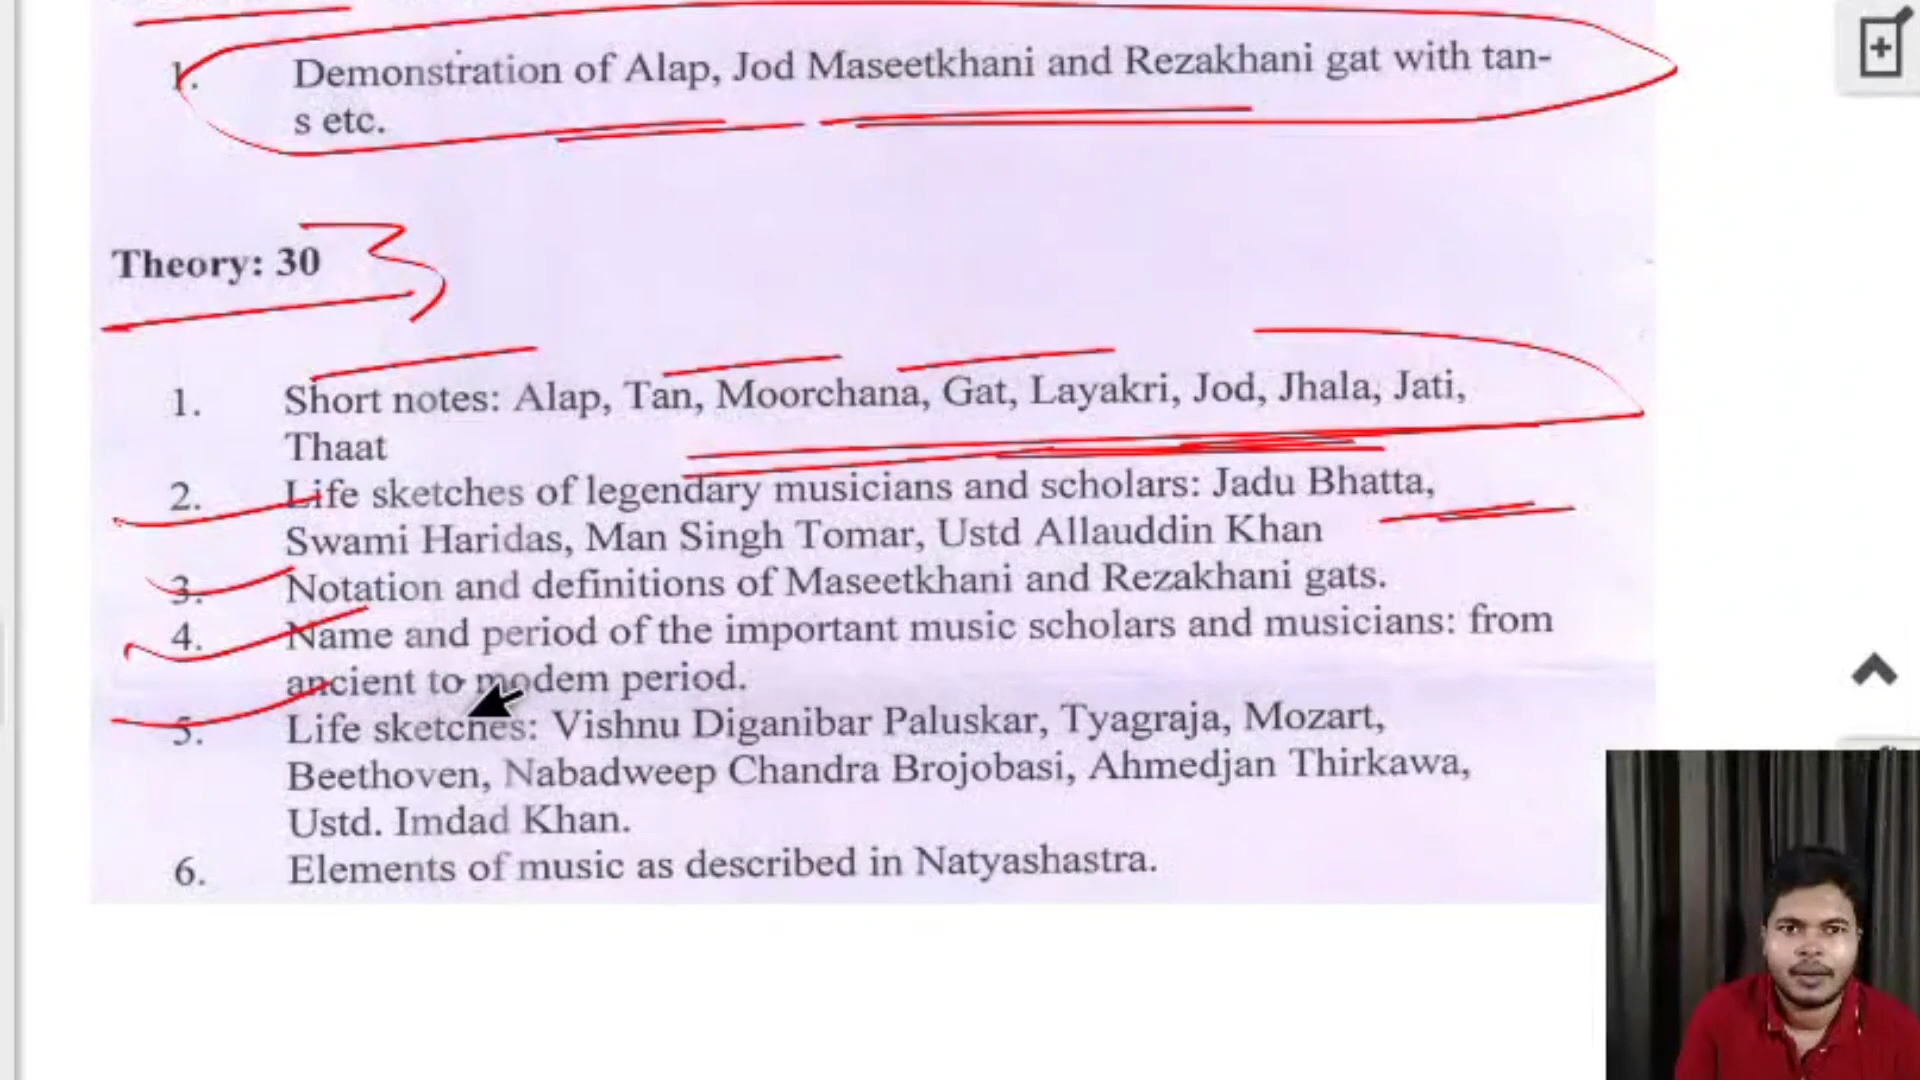 1. Demonstration of Alap, Jod Maseetkhani and Rezakhani gat with tan-
s etc.
Theory: 30
1. Short notes: Alap, Tan, Moorchana, Gat, Layakri, Jod, Jhala, Jati,
Thaat
2. Life sketches of legendary musicians and scholars: Jadu Bhatta,
Swami Haridas, Man Singh Tomar, Ustd Allauddin Khan
3. Notation and definitions of Maseetkhani and Rezakhani gats.
4. Name and period of the important music scholars and musicians: from
ancient to modem period.
5. Life sketches: Vishnu Diganibar Paluskar, Tyagraja, Mozart,
Beethoven, Nabadweep Chandra Brojobasi, Ahmedjan Thirkawa,
Ustd. Imdad Khan.
6. Elements of music as described in Natyashastra.